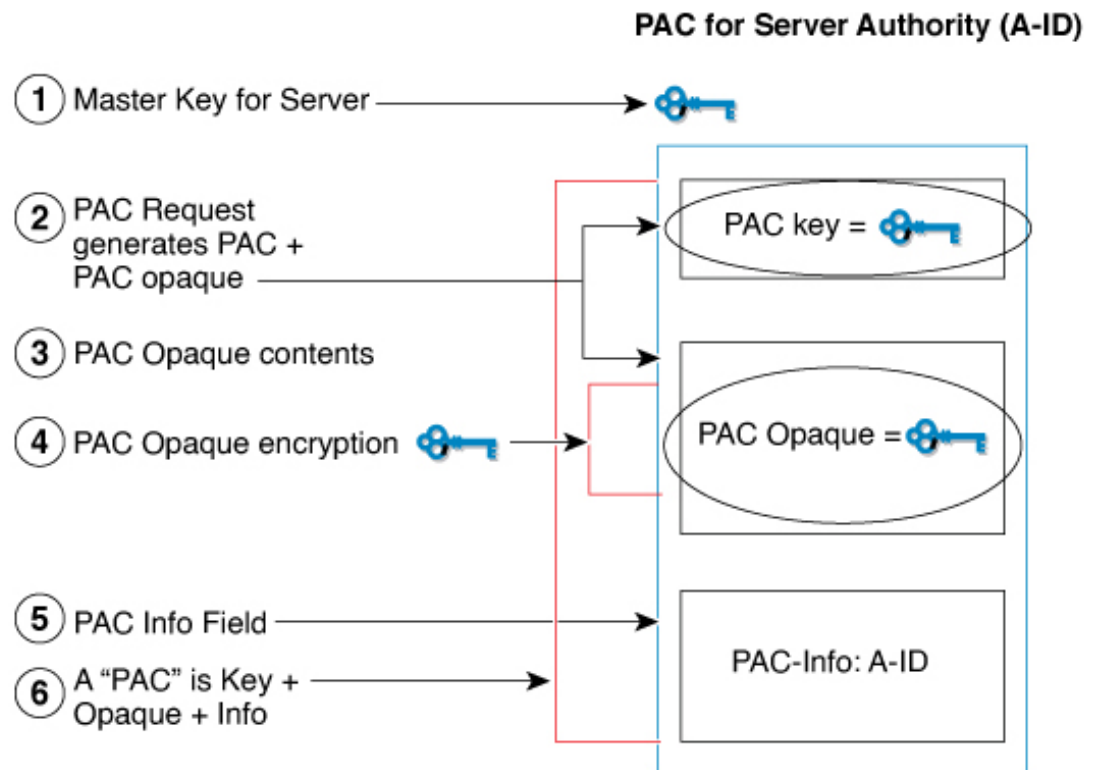 PAC for Server Authority (A-ID)
1 Master Key for Server
2 PAC Request
generates PAC +
PAC opaque
PAC key =
3 PAC Opaque contents
4 PAC Opaque encryption
PAC Opaque =
5 PAC Info Field
PAC-Info: A-ID
6 A “PAC” is Key +
Opaque + Info